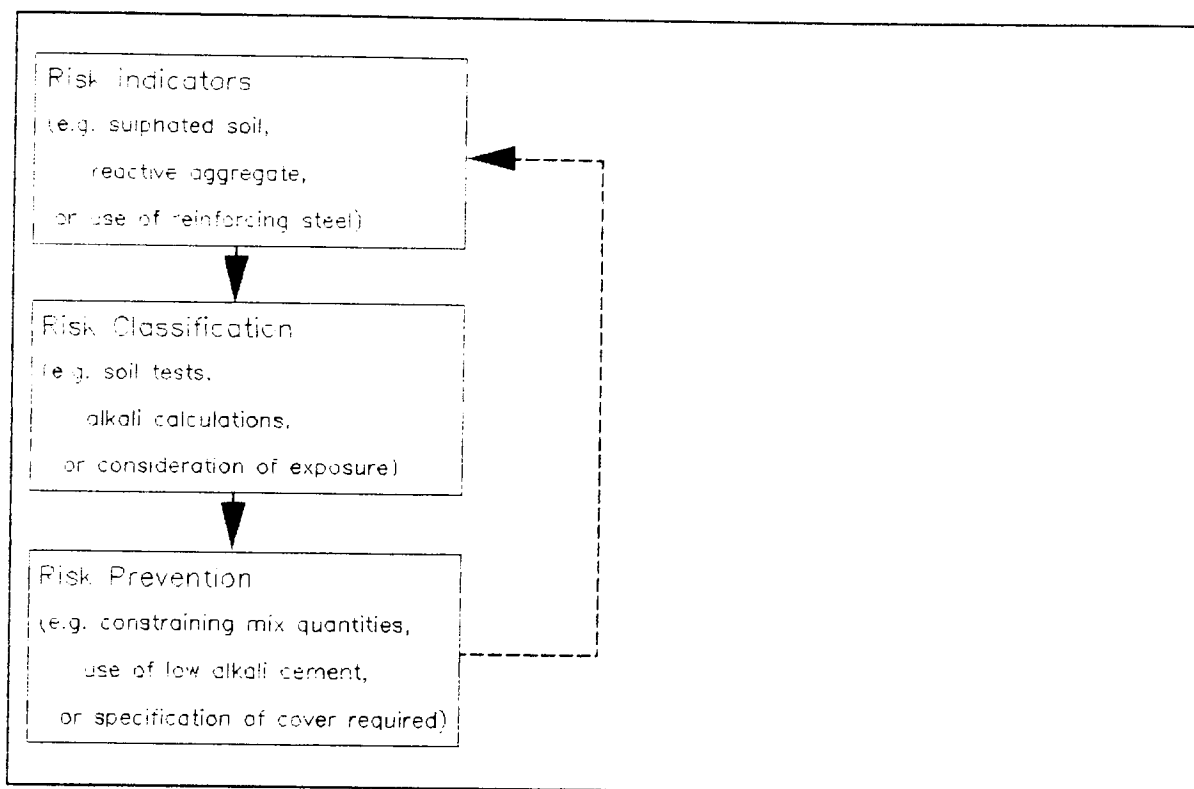 Risk indicators
(e.g. sulphated soil,
reactive aggregate,
or use of reinforcing steel)
Risk Classification
(e.g. soil tests,
alkali calculations,
or consideration of exposure)
Risk Prevention
(e.g. constraining mix quantities,
use of low alkali cement,
or specification of cover required)